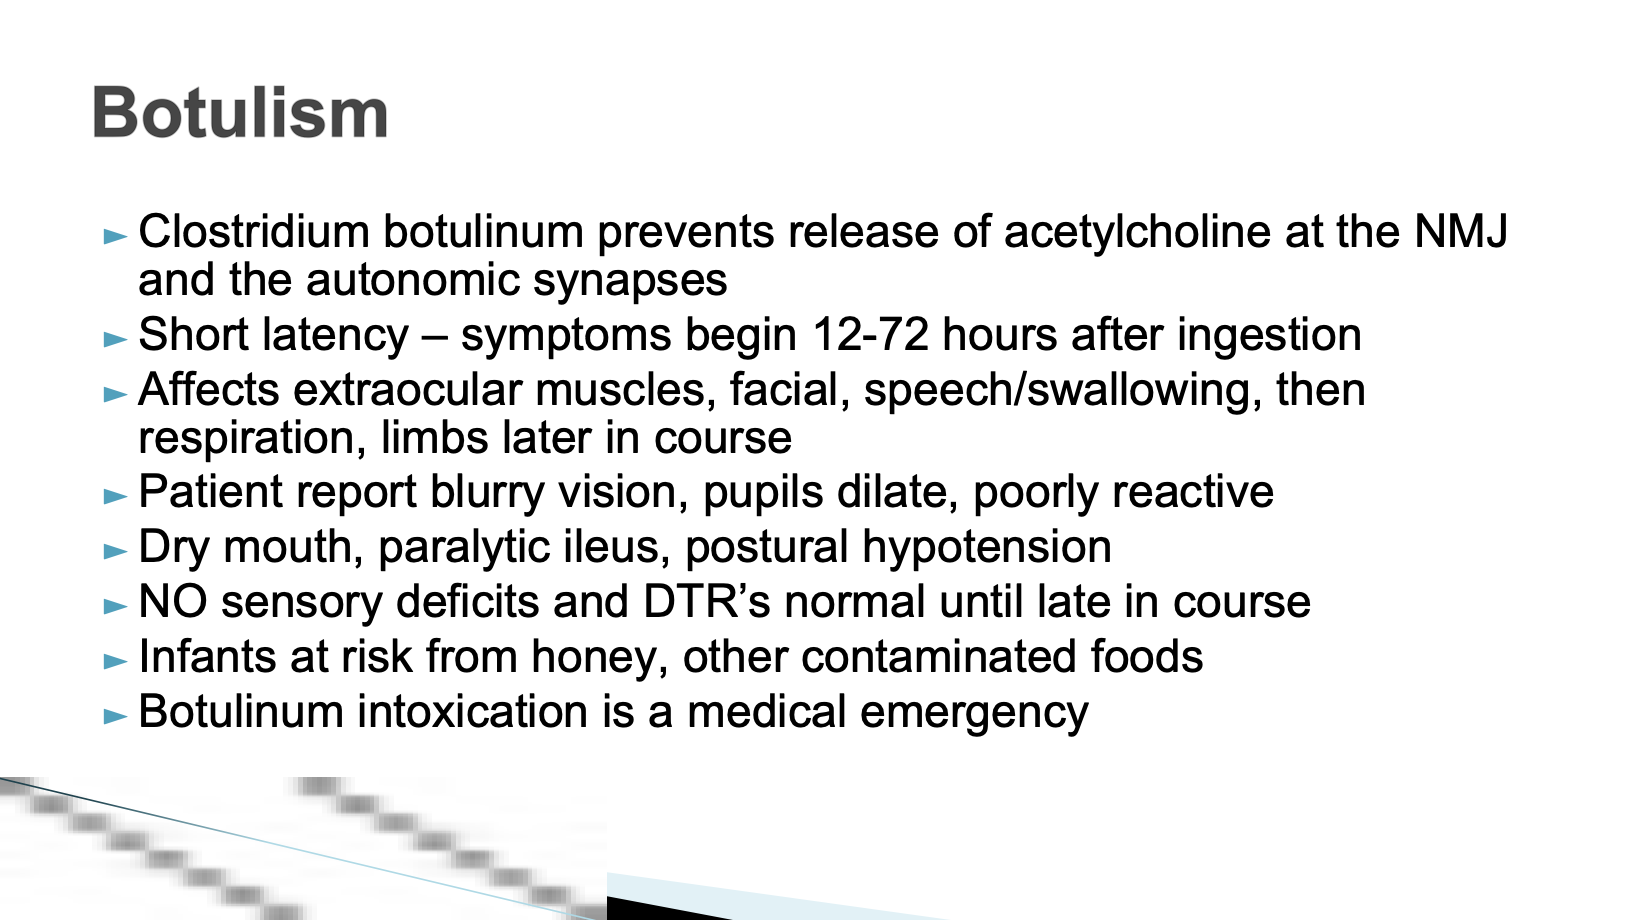 Botulism
► Clostridium botulinum prevents release of acetylcholine at the NMJ
and the autonomic synapses
► Short latency – symptoms begin 12-72 hours after ingestion
► Affects extraocular muscles, facial, speech/swallowing, then
respiration, limbs later in course
► Patient report blurry vision, pupils dilate, poorly reactive
► Dry mouth, paralytic ileus, postural hypotension
► NO sensory deficits and DTR’s normal until late in course
► Infants at risk from honey, other contaminated foods
► Botulinum intoxication is a medical emergency